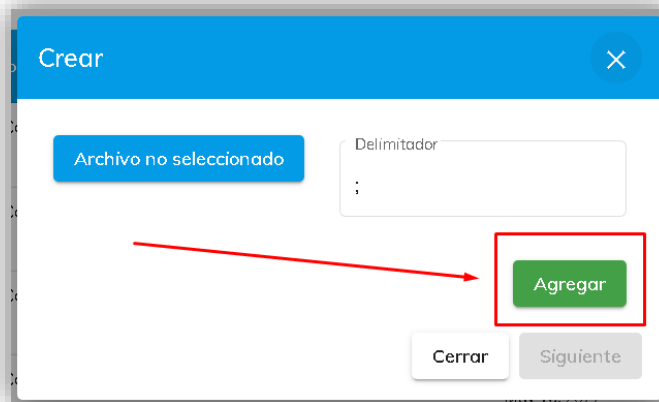 Crear
Archivo no seleccionado
Delimitador
;
Agregar
Cerrar
Siguiente